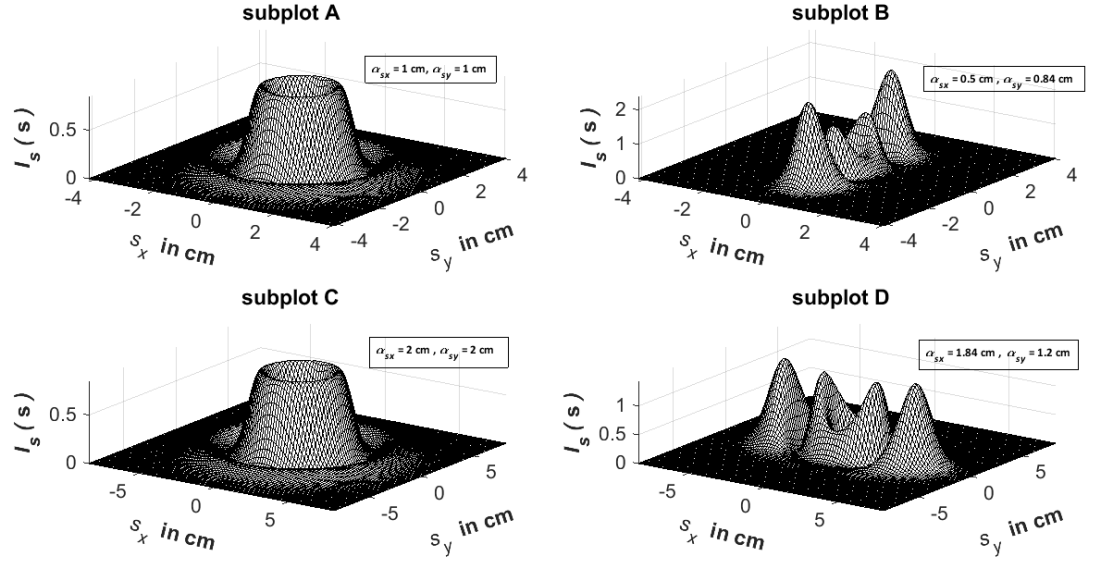 subplot A
α_sx = 1 cm, α_sy = 1 cm
I_s ( s )
0.5
0
-4
-2
0
2
4
s_x in cm
-4
-2
0
2
4
s_y in cm
subplot B
α_sx = 0.5 cm , α_sy = 0.84 cm
I_s ( s )
2
1
0
-4
-2
0
2
4
s_x in cm
-4
-2
0
2
4
s_y in cm
subplot C
α_sx = 2 cm , α_sy = 2 cm
I_s ( s )
0.5
0
-5
0
5
s_x in cm
-5
0
5
s_y in cm
subplot D
α_sx = 1.84 cm , α_sy = 1.2 cm
I_s ( s )
1
0.5
0
-5
0
5
s_x in cm
-5
0
5
s_y in cm